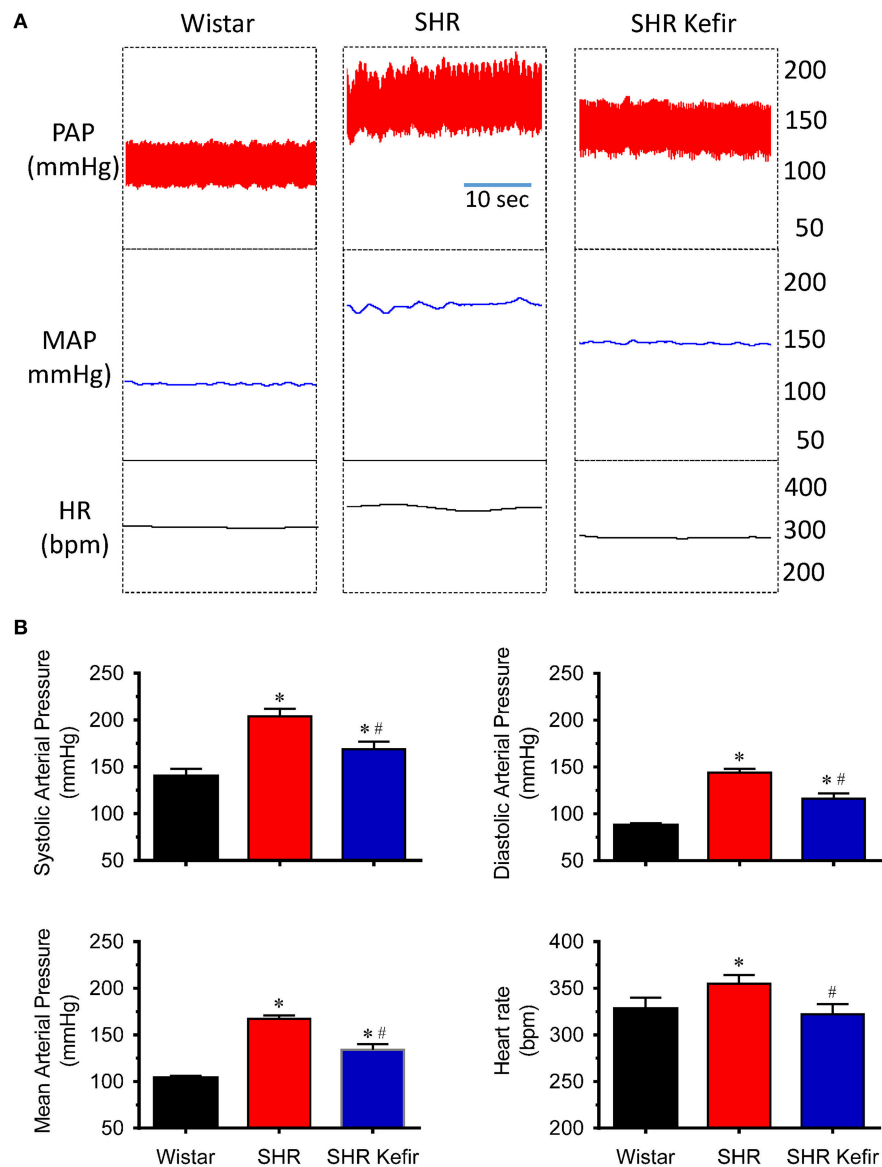 A
Wistar
SHR
SHR Kefir
PAP
(mmHg)
200
150
100
50
10 sec
MAP
mmHg)
200
150
100
50
HR
(bpm)
400
300
200
B
Systolic Arterial Pressure
(mmHg)
250
200
150
100
50
*
* #
Diastolic Arterial Pressure
(mmHg)
250
200
150
100
50
*
* #
Mean Arterial Pressure
(mmHg)
250
200
150
100
50
*
* #
Wistar
SHR
SHR Kefir
Heart rate
(bpm)
400
350
300
250
200
*
#
Wistar
SHR
SHR Kefir